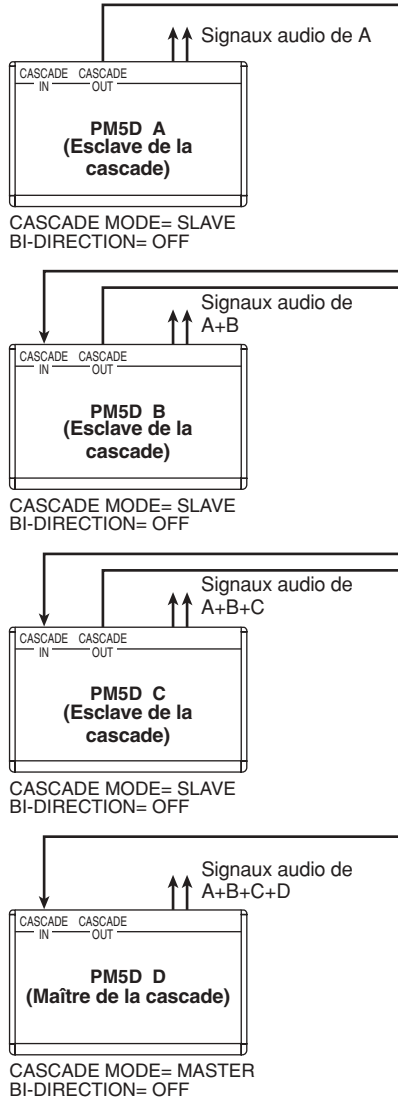 Signaux audio de A
CASCADE CASCADE
IN OUT
PM5D A
(Esclave de la
cascade)
CASCADE MODE= SLAVE
BI-DIRECTION= OFF
Signaux audio de
A+B
CASCADE CASCADE
IN OUT
PM5D B
(Esclave de la
cascade)
CASCADE MODE= SLAVE
BI-DIRECTION= OFF
Signaux audio de
A+B+C
CASCADE CASCADE
IN OUT
PM5D C
(Esclave de la
cascade)
CASCADE MODE= SLAVE
BI-DIRECTION= OFF
Signaux audio de
A+B+C+D
CASCADE CASCADE
IN OUT
PM5D D
(Maître de la cascade)
CASCADE MODE= MASTER
BI-DIRECTION= OFF